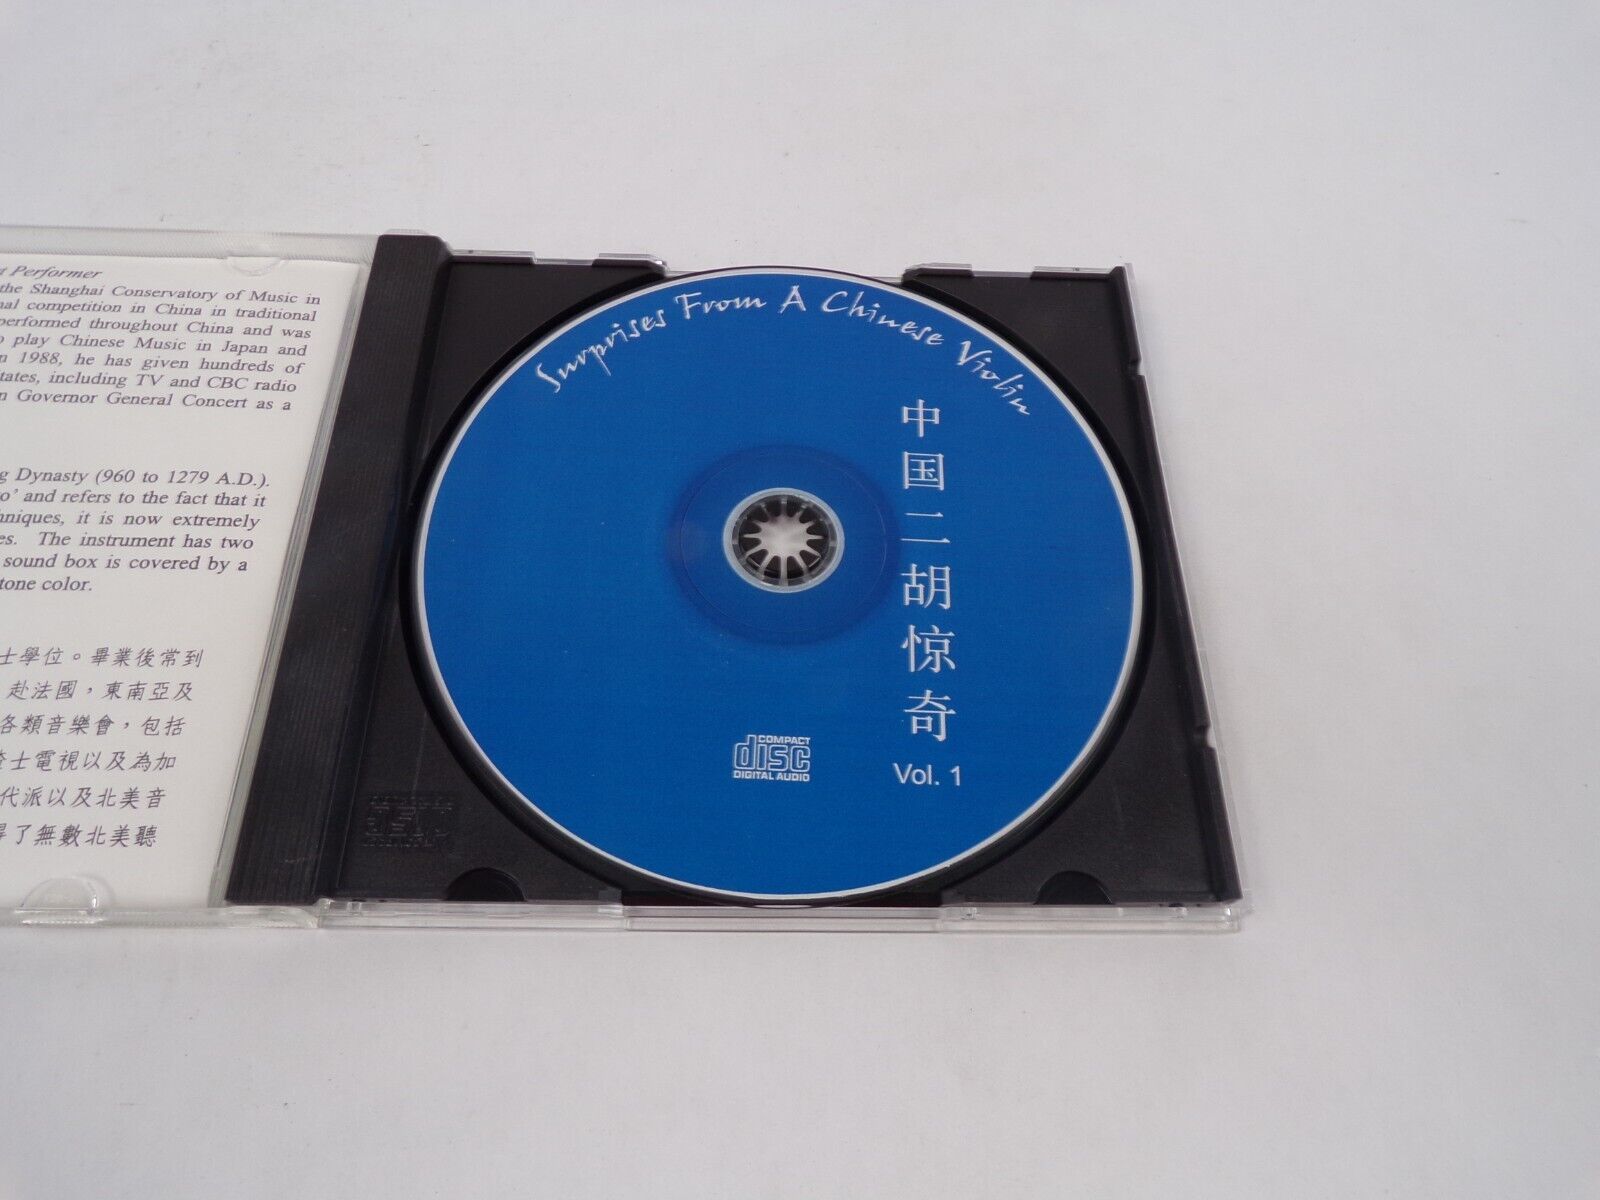 Performer
the Shanghai Conservatory of Music in
competition in China in traditional
performed throughout China and was
play Chinese Music in Japan and
1988, he has given hundreds of
including TV and CBC radio
Governor General Concert as a
Dynasty (960 to 1279 A.D.).
and refers to the fact that it
it is now extremely
The instrument has two
sound box is covered by a
tone color.
士學位。畢業後常到
赴法國，東南亞及
各類音樂會，包括
士電視以及為加
代派以及北美音
了無數北美聽
Surprises From A Chinese Violin
中国二胡惊奇
Vol. 1
COMPACT
disc
DIGITAL AUDIO